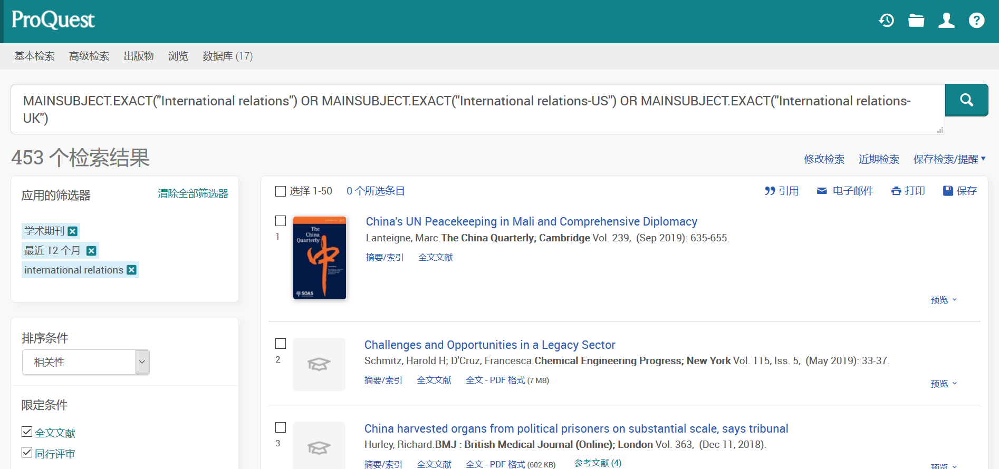 ProQuest
基本检索 高级检索 出版物 浏览 数据库 (17)
MAINSUBJECT.EXACT("International relations") OR MAINSUBJECT.EXACT("International relations-US") OR MAINSUBJECT.EXACT("International relations-
UK")
453 个检索结果
修改检索 近期检索 保存检索/提醒
应用的筛选器 清除全部筛选器
学术期刊
最近 12 个月
international relations
排序条件
相关性
限定条件
全文文献
同行评审
选择 1-50 0 个所选条目 引用 电子邮件 打印 保存
1
The
China
Quarterly
中
SOAS
China's UN Peacekeeping in Mali and Comprehensive Diplomacy
Lanteigne, Marc.The China Quarterly; Cambridge Vol. 239, (Sep 2019): 635-655.
摘要/索引 全文文献
预览
2
Challenges and Opportunities in a Legacy Sector
Schmitz, Harold H; D'Cruz, Francesca.Chemical Engineering Progress; New York Vol. 115, Iss. 5, (May 2019): 33-37.
摘要/索引 全文文献 全文 - PDF 格式 (7 MB)
预览
3
China harvested organs from political prisoners on substantial scale, says tribunal
Hurley, Richard.BMJ : British Medical Journal (Online); London Vol. 363, (Dec 11, 2018).
摘要/索引 全文文献 全文 - PDF 格式 (602 KB) 参考文献 (4)
预览